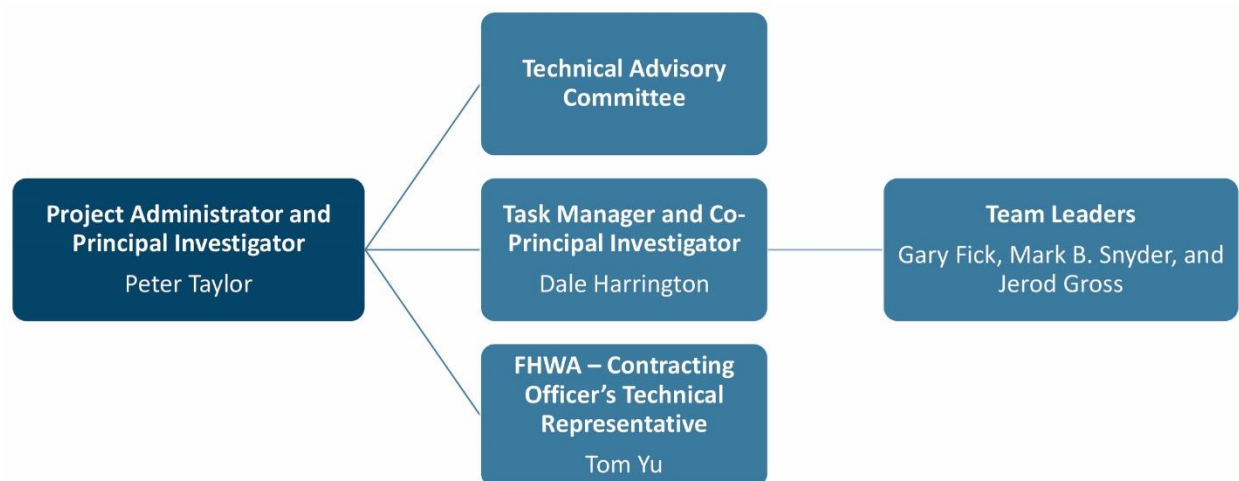 Technical Advisory
Committee
Project Administrator and
Principal Investigator
Peter Taylor
Task Manager and Co-
Principal Investigator
Dale Harrington
Team Leaders
Gary Fick, Mark B. Snyder, and
Jerod Gross
FHWA – Contracting
Officer’s Technical
Representative
Tom Yu